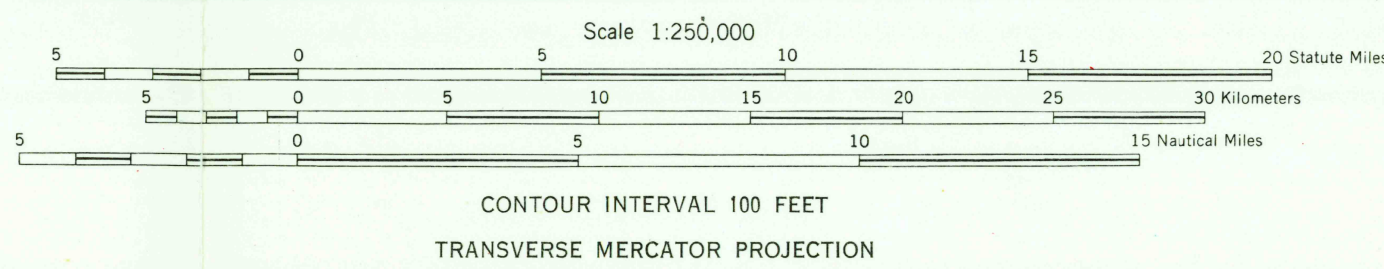 Scale 1:250,000
5 0 5 10 15 20 Statute Miles
5 0 5 10 15 20 25 30 Kilometers
5 0 5 10 15 Nautical Miles
CONTOUR INTERVAL 100 FEET
TRANSVERSE MERCATOR PROJECTION